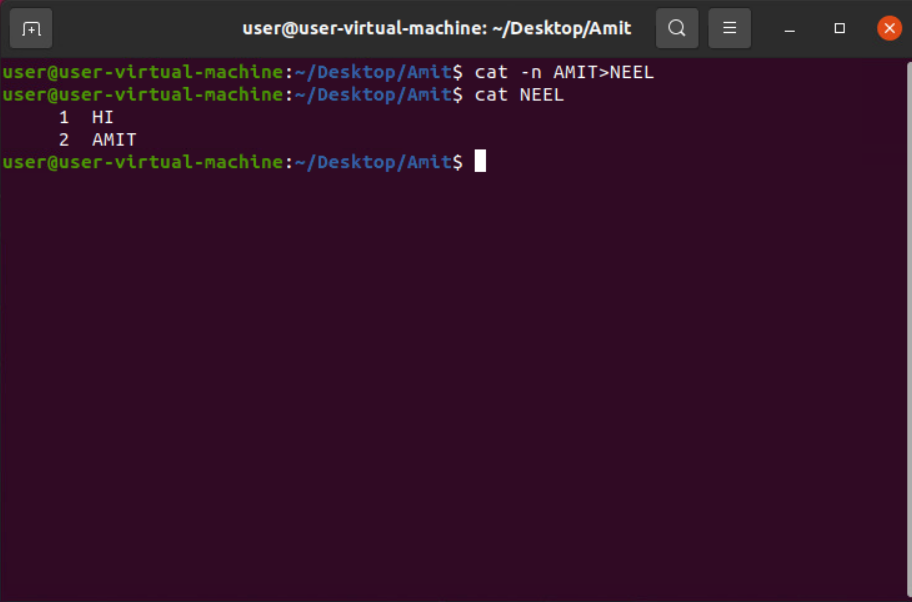 user@user-virtual-machine: ~/Desktop/Amit
user@user-virtual-machine:~/Desktop/Amit$ cat -n AMIT>NEEL
user@user-virtual-machine:~/Desktop/Amit$ cat NEEL
     1  HI
     2  AMIT
user@user-virtual-machine:~/Desktop/Amit$